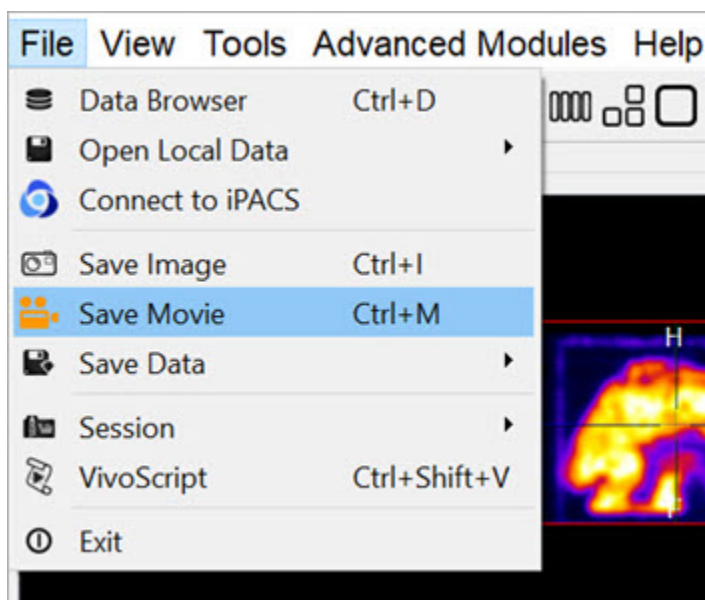 File View Tools Advanced Modules Help
Data Browser Ctrl+D
Open Local Data
Connect to iPACS
Save Image Ctrl+I
Save Movie Ctrl+M
Save Data
Session
VivoScript Ctrl+Shift+V
Exit
H
F